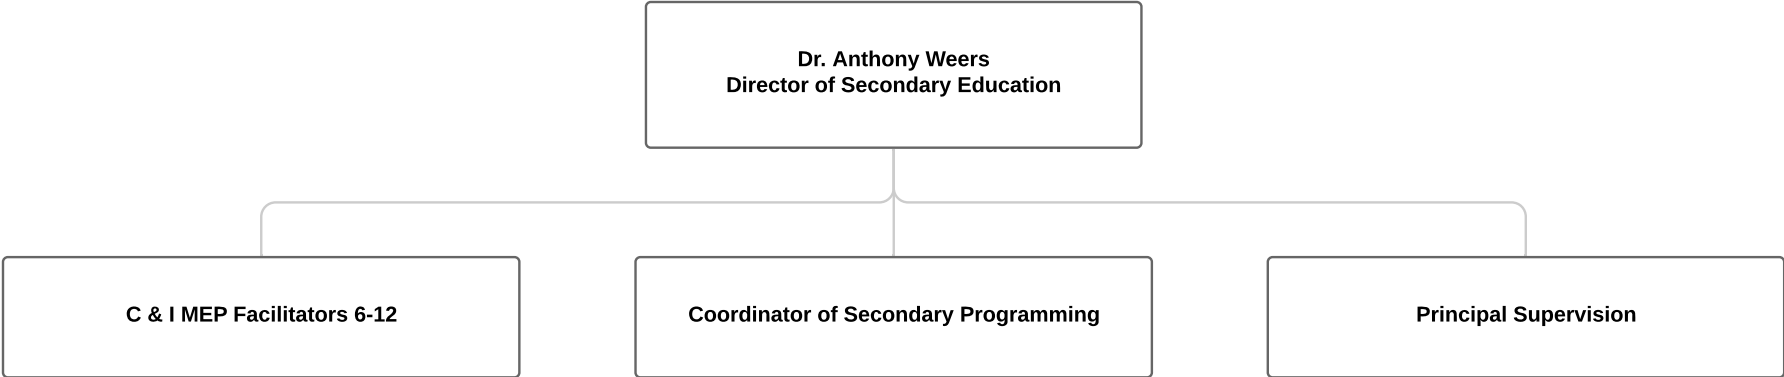 Dr. Anthony Weers
Director of Secondary Education
C & I MEP Facilitators 6-12
Coordinator of Secondary Programming
Principal Supervision